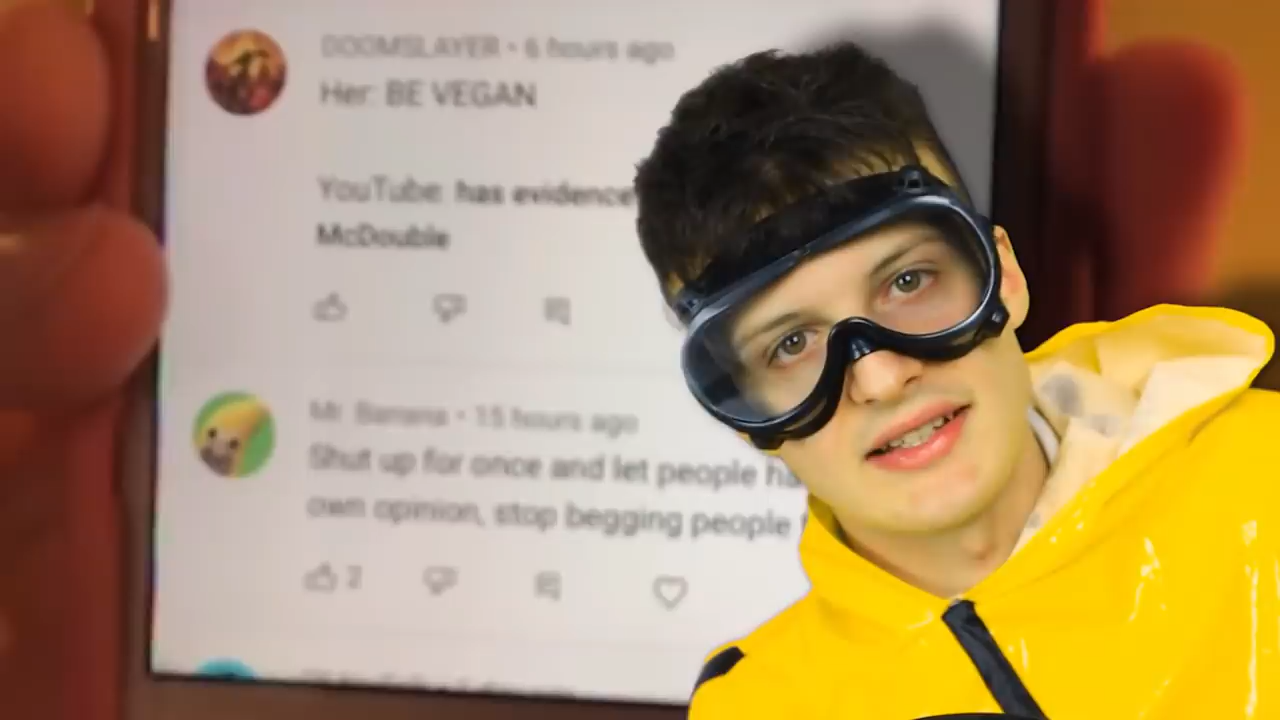 DOOMSLAYER • 6 hours ago
Her: BE VEGAN
YouTube: has evidence
McDouble
Mr. Banana • 15 hours ago
Shut up for once and let people
own opinion, stop begging people
2